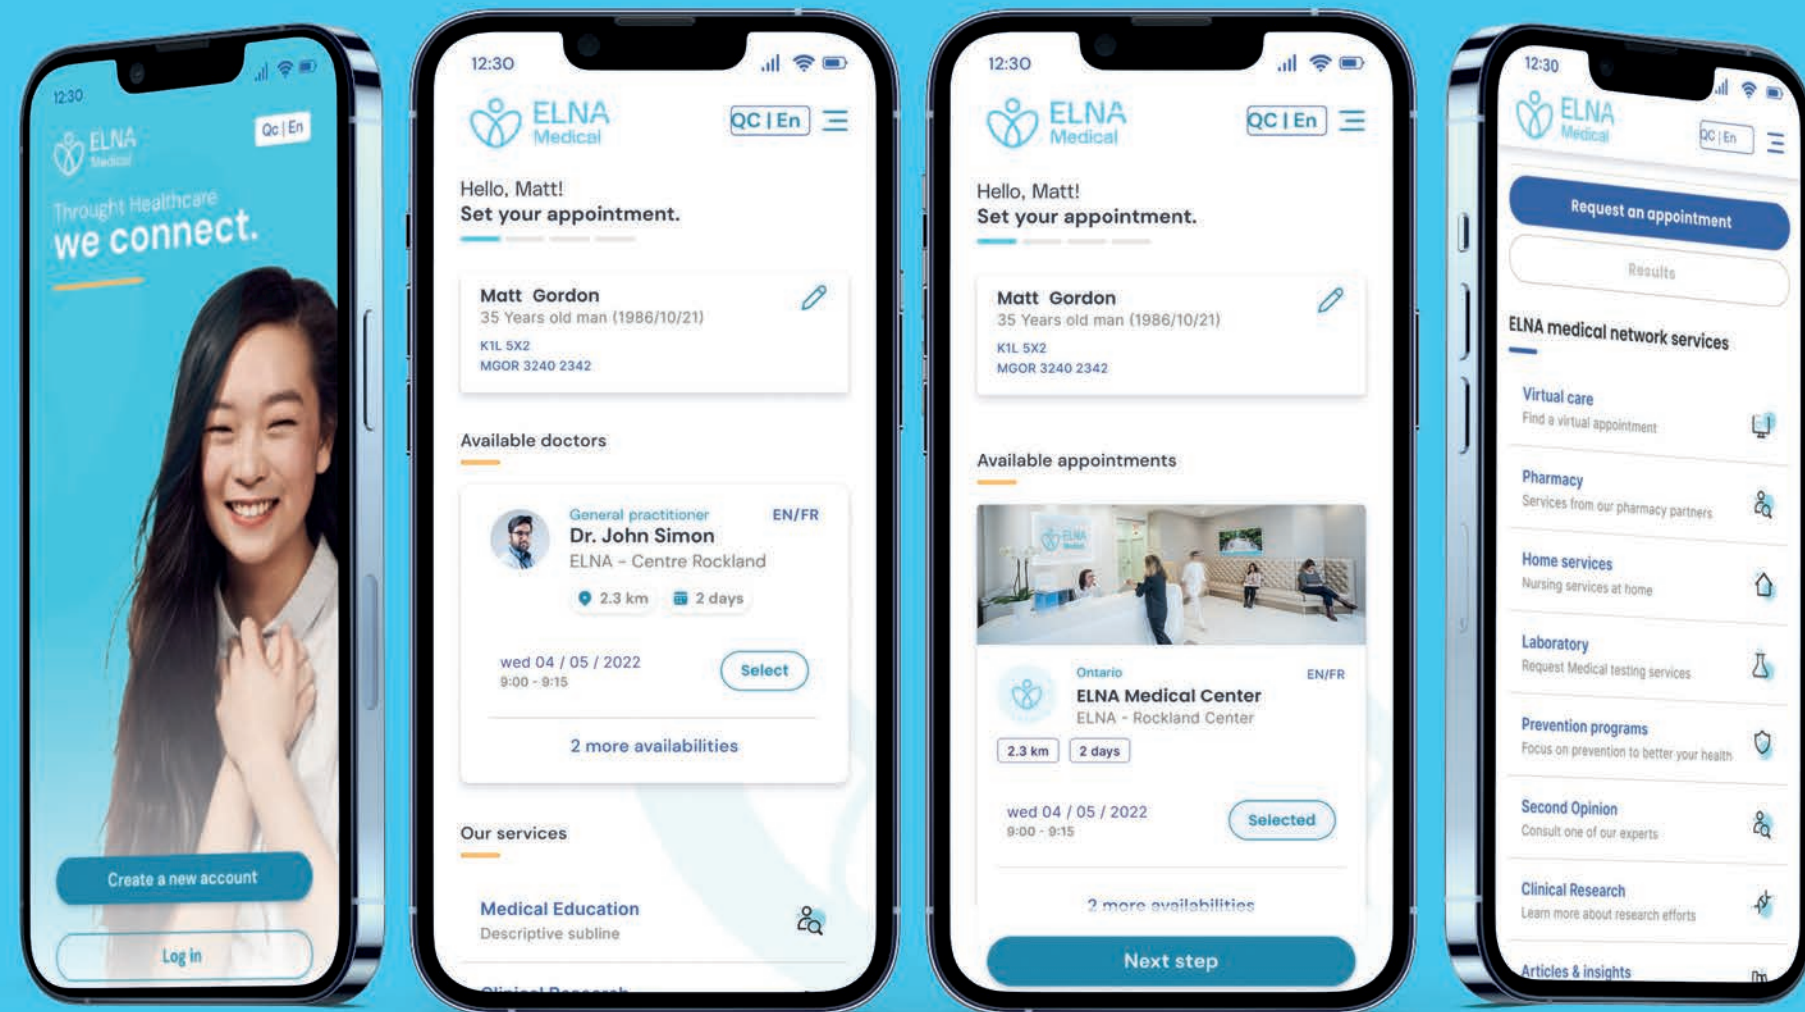 12:30
ELNA
Medical
Qc | En
Throught Healthcare
we connect.
Create a new account
Log in
12:30
ELNA
Medical
QC | En
Hello, Matt!
Set your appointment.
Matt Gordon
35 Years old man (1986/10/21)
K1L 5X2
MGOR 3240 2342
Available doctors
General practitioner
EN/FR
Dr. John Simon
ELNA - Centre Rockland
2.3 km
2 days
wed 04 / 05 / 2022
9:00 - 9:15
Select
2 more availabilities
Our services
Medical Education
Descriptive subline
Clinical Research
12:30
ELNA
Medical
QC | En
Hello, Matt!
Set your appointment.
Matt Gordon
35 Years old man (1986/10/21)
K1L 5X2
MGOR 3240 2342
Available appointments
ELNA
Medical
Ontario
EN/FR
ELNA Medical Center
ELNA - Rockland Center
2.3 km
2 days
wed 04 / 05 / 2022
9:00 - 9:15
Selected
2 more availabilities
Next step
12:30
ELNA
Medical
QC | En
Request an appointment
Results
ELNA medical network services
Virtual care
Find a virtual appointment
Pharmacy
Services from our pharmacy partners
Home services
Nursing services at home
Laboratory
Request Medical testing services
Prevention programs
Focus on prevention to better your health
Second Opinion
Consult one of our experts
Clinical Research
Learn more about research efforts
Articles & insights